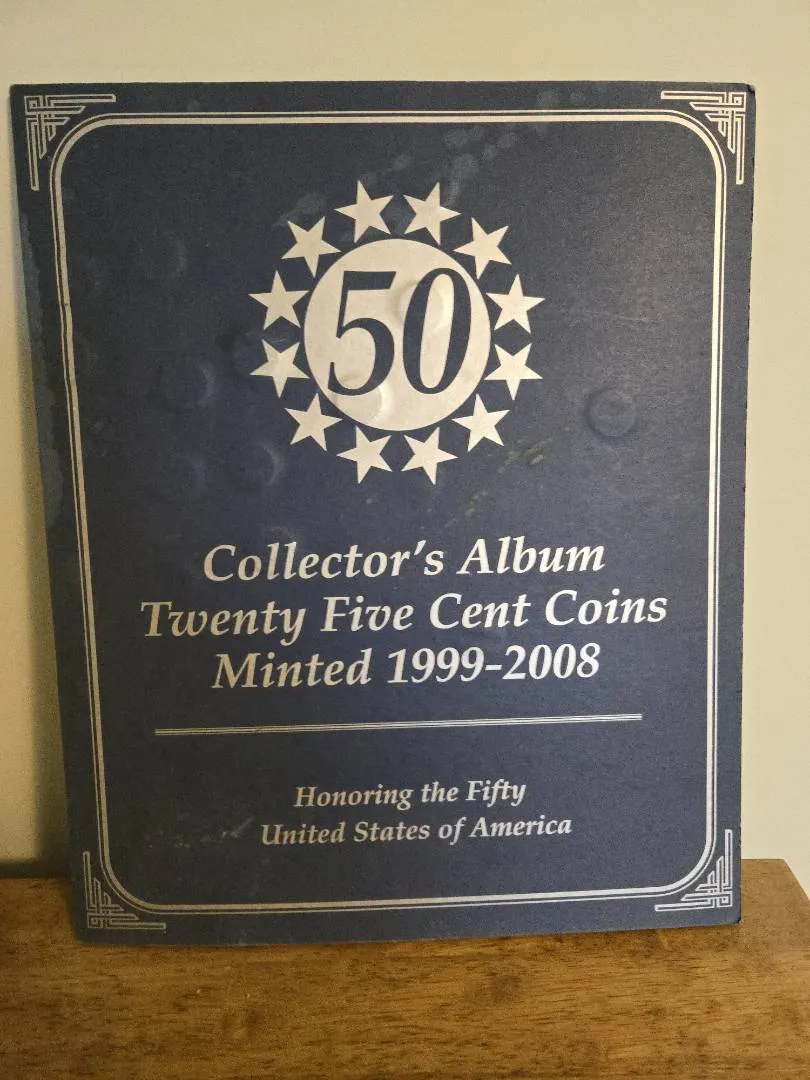 50
Collector's Album
Twenty Five Cent Coins
Minted 1999-2008
Honoring the Fifty
United States of America